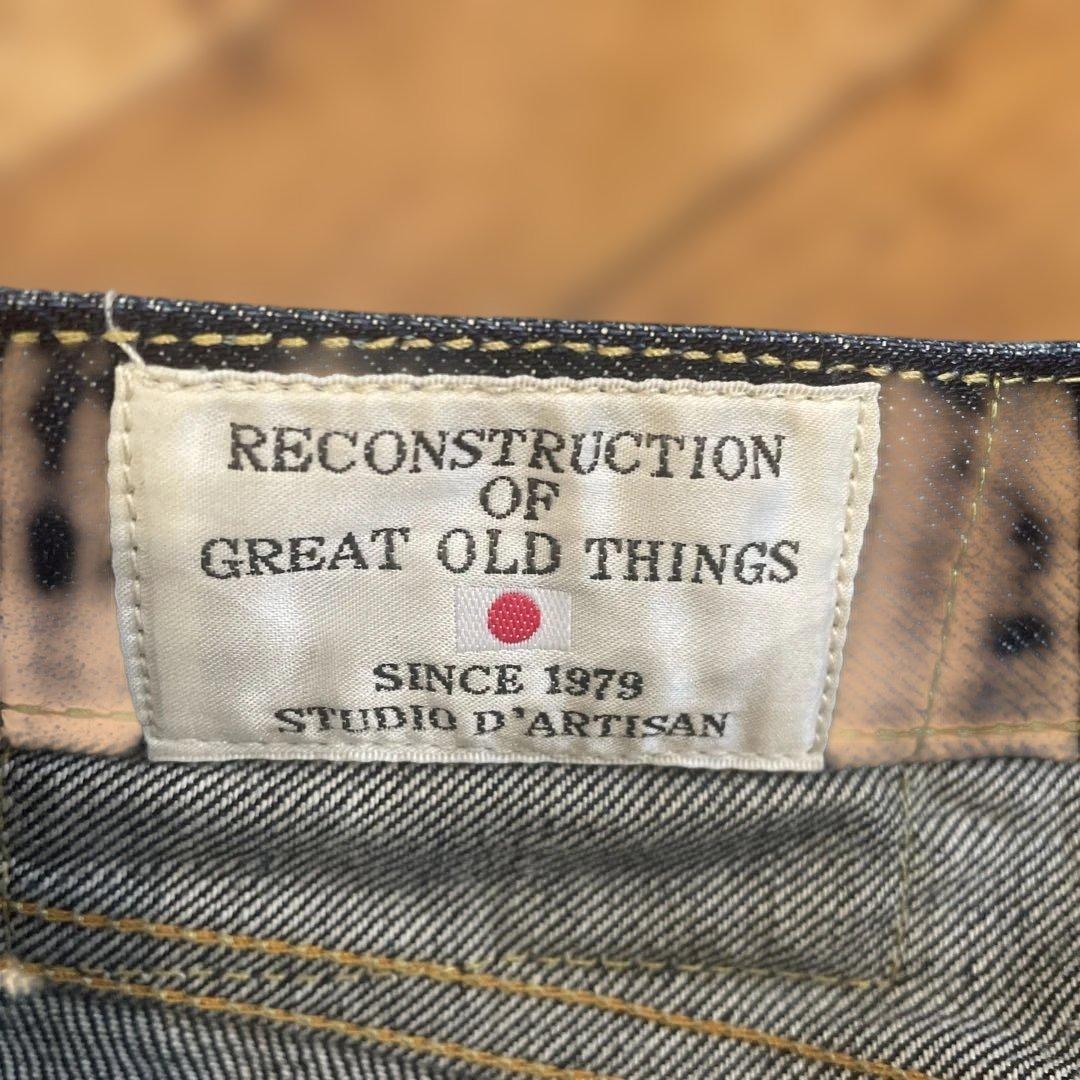 RECONSTRUCTION
OF
GREAT OLD THINGS
SINCE 1979
STUDIO D'ARTISAN